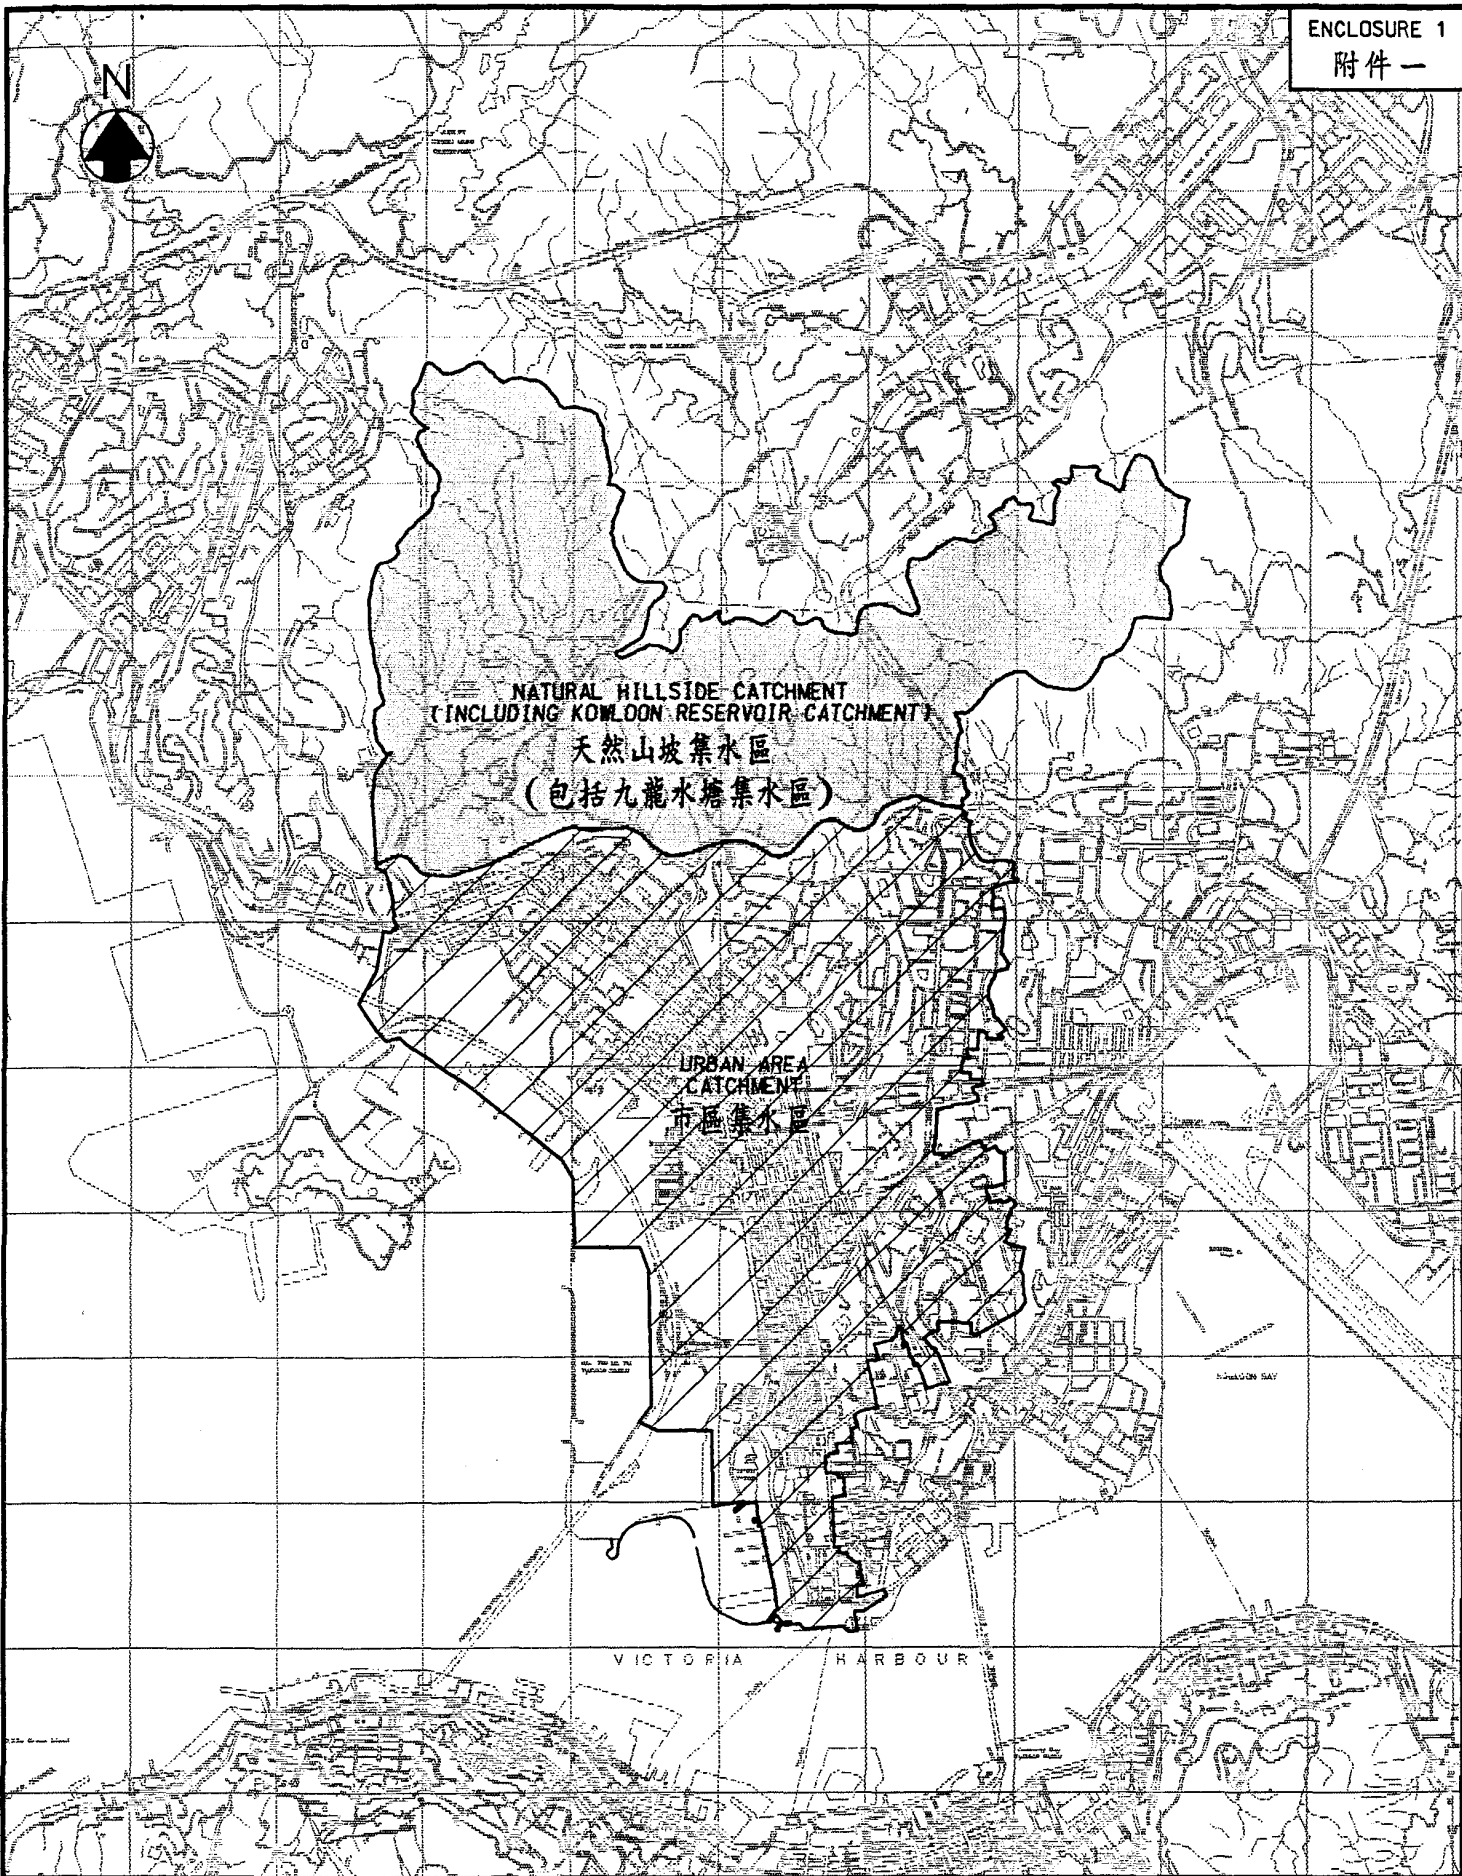 ENCLOSURE 1
附件一
N
NATURAL HILLSIDE CATCHMENT
(INCLUDING KOWLOON RESERVOIR CATCHMENT)
天然山坡集水區
(包括九龍水塘集水區)
URBAN AREA
CATCHMENT
市區集水區
KOWLOON BAY
VICTORIA HARBOUR